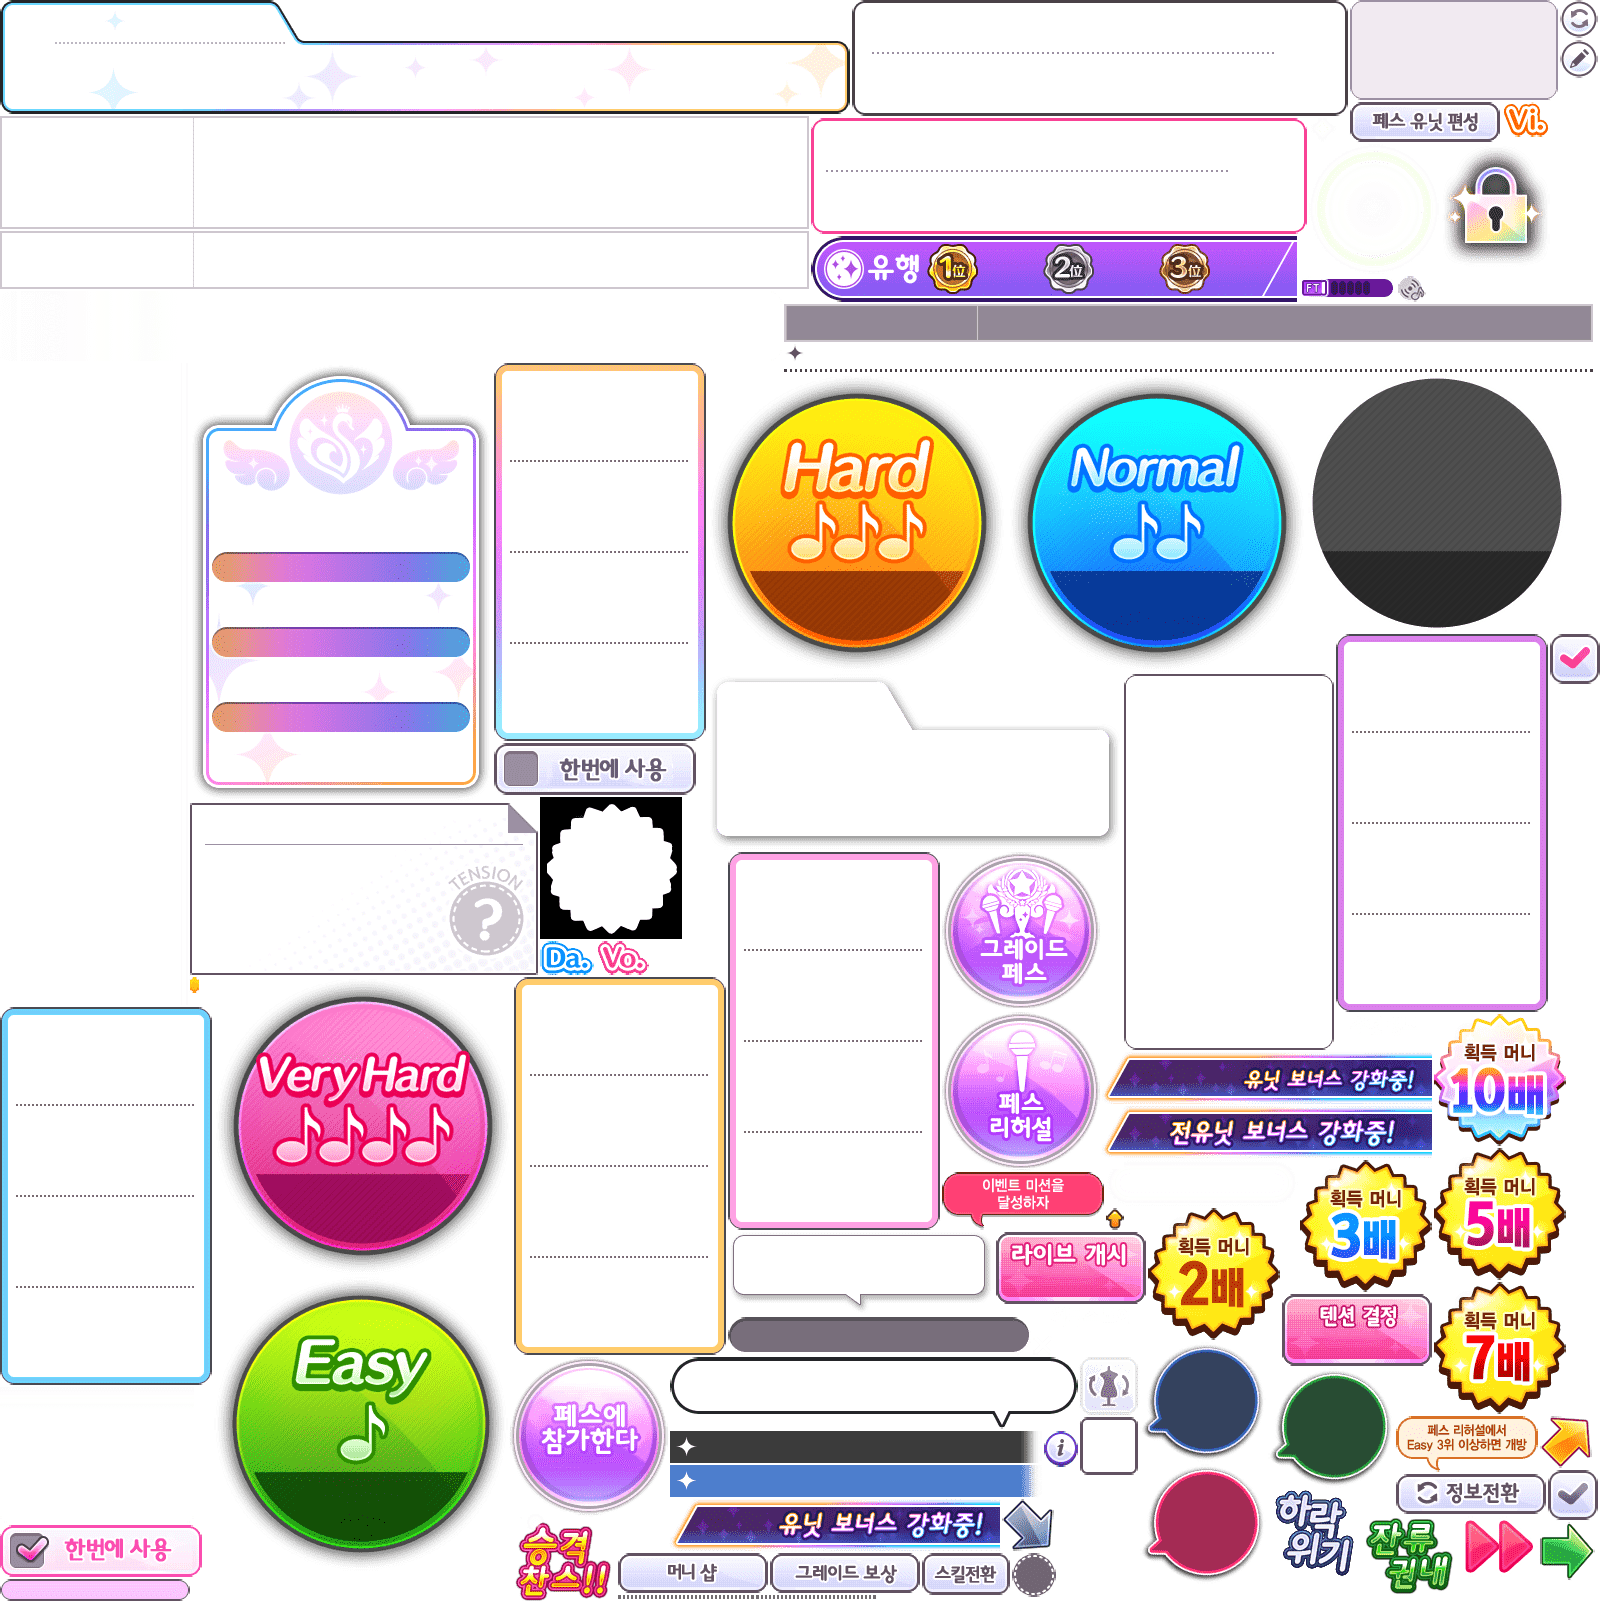 페스 유닛 편성
Vi.
유행
1位
2位
3位
FT
Hard
Normal
한번에 사용
TENSION
?
Da.
Vo.
그레이드
페스
페스
리허설
Very Hard
유닛 보너스 강화중!
전유닛 보너스 강화중!
획득 머니
10배
이벤트 미션을
달성하자
획득 머니
3배
획득 머니
5배
라이브 개시
획득 머니
2배
텐션 결정
획득 머니
7배
Easy
페스에
참가한다
i
페스 리허설에서
Easy 3위 이상하면 개방
정보전환
유닛 보너스 강화중!
하락
위기
잔류
권내
승격
찬스!!
한번에 사용
머니 샵
그레이드 보상
스킬전환